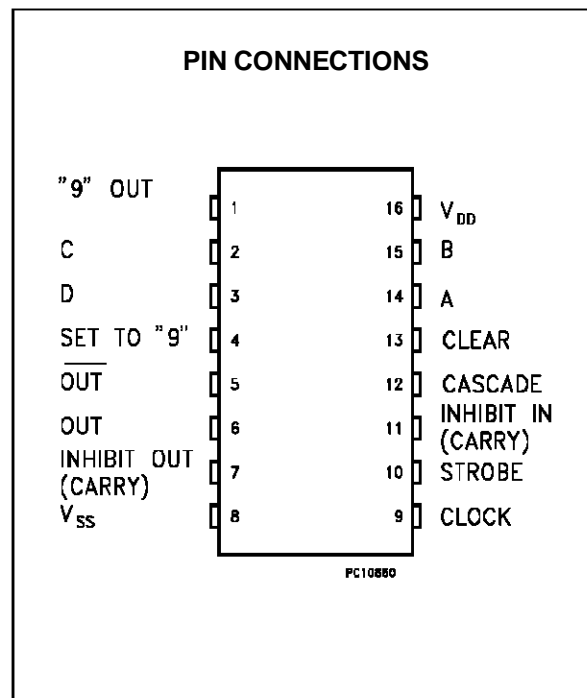 PIN CONNECTIONS
"9" OUT 1 16 VDD
C 2 15 B
D 3 14 A
SET TO "9" 4 13 CLEAR
OUT 5 12 CASCADE
OUT 6 11 INHIBIT IN
(CARRY)
INHIBIT OUT
(CARRY) 7 10 STROBE
VSS 8 9 CLOCK
PC10860